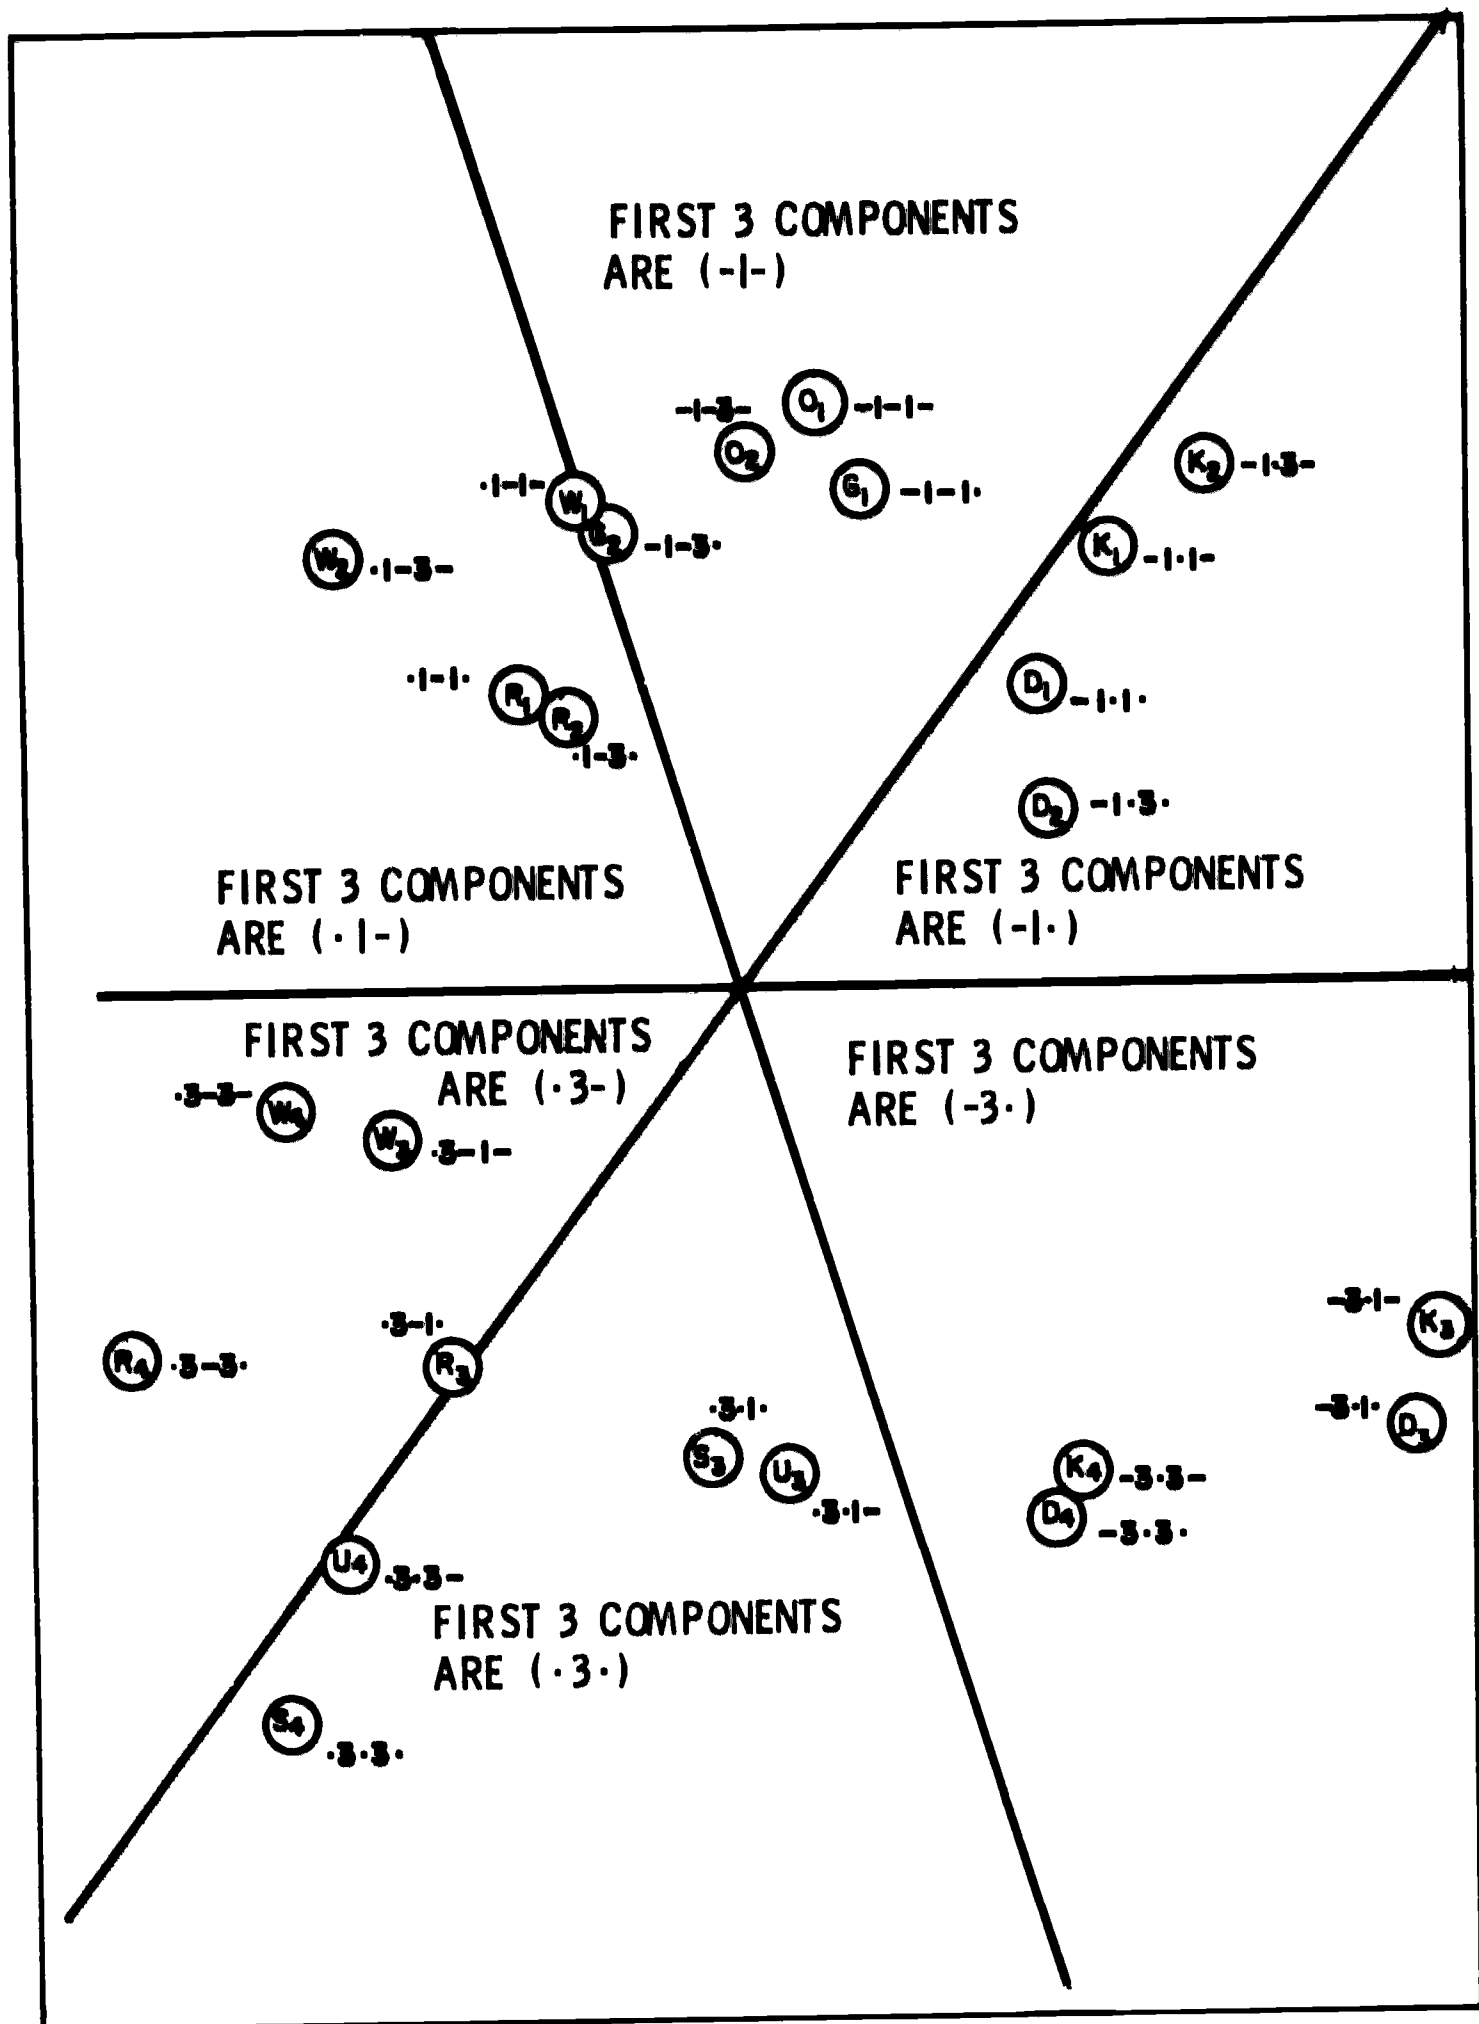 FIRST 3 COMPONENTS
ARE (-1-)
-1-3-
O1 -1-1-
O2
G1 -1-1·
K2 -1·3-
·1-1- W1
G2 -1-3·
K1 -1·1-
W2 ·1-3-
·1-1· R1
R2
·1-3·
D1 -1·1·
D2 -1·3·
FIRST 3 COMPONENTS
ARE (·1-)
FIRST 3 COMPONENTS
ARE (-1·)
FIRST 3 COMPONENTS
ARE (·3-)
FIRST 3 COMPONENTS
ARE (-3·)
·3-3- W4
W3 ·3-1-
-3·1- K3
·3-1·
R3
R4 ·3-3·
-3·1· D3
·3·1·
S3
U3
·3·1-
K4 -3·3-
D4 -3·3·
U4 ·3·3-
FIRST 3 COMPONENTS
ARE (·3·)
S4
·3·3·